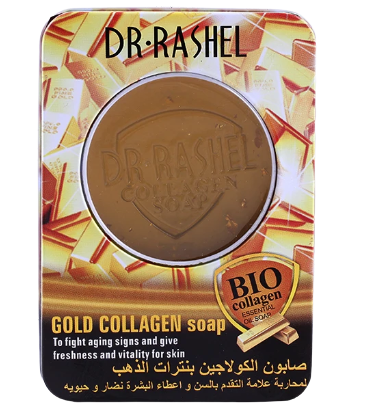 DR·RASHEL
DR RASHEL
COLLAGEN
SOAP
BIO
collagen
ESSENTIAL
OIL SOAP
GOLD COLLAGEN soap
To fight aging signs and give
freshness and vitality for skin
صابون الكولاجين بنترات الذهب
لمحاربة علامة التقدم بالسن و اعطاء البشرة نضار و حيويه